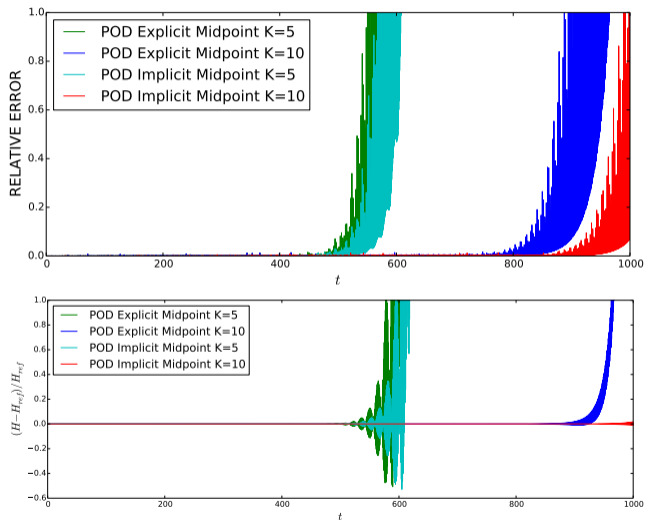 1.0
0.8
0.6
0.4
0.2
0.0
RELATIVE ERROR
POD Explicit Midpoint K=5
POD Explicit Midpoint K=10
POD Implicit Midpoint K=5
POD Implicit Midpoint K=10
0 200 400 600 800 1000
t
1.0
0.8
0.6
0.4
0.2
0.0
−0.2
−0.4
−0.6
(H−H_{ref})/H_{ref}
POD Explicit Midpoint K=5
POD Explicit Midpoint K=10
POD Implicit Midpoint K=5
POD Implicit Midpoint K=10
0 200 400 600 800 1000
t